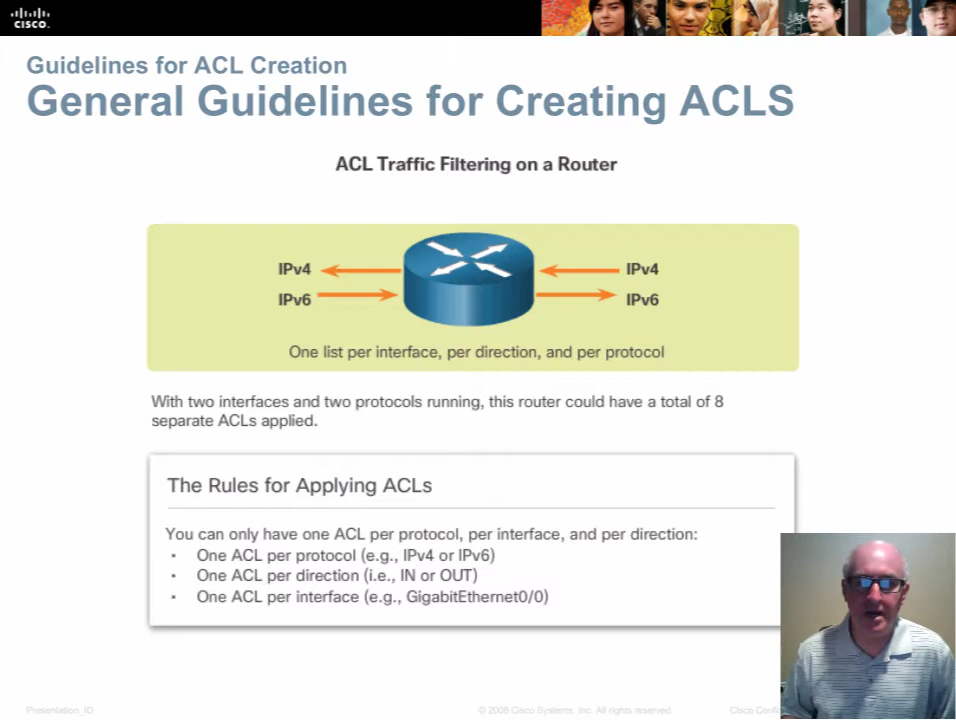 CISCO.
Guidelines for ACL Creation
General Guidelines for Creating ACLS
ACL Traffic Filtering on a Router
IPv4
IPv4
IPv6
IPv6
One list per interface, per direction, and per protocol
With two interfaces and two protocols running, this router could have a total of 8
separate ACLs applied.
The Rules for Applying ACLs
You can only have one ACL per protocol, per interface, and per direction:
▪ One ACL per protocol (e.g., IPv4 or IPv6)
▪ One ACL per direction (i.e., IN or OUT)
▪ One ACL per interface (e.g., GigabitEthernet0/0)
Presentation_ID
© 2008 Cisco Systems, Inc. All rights reserved.
Cisco